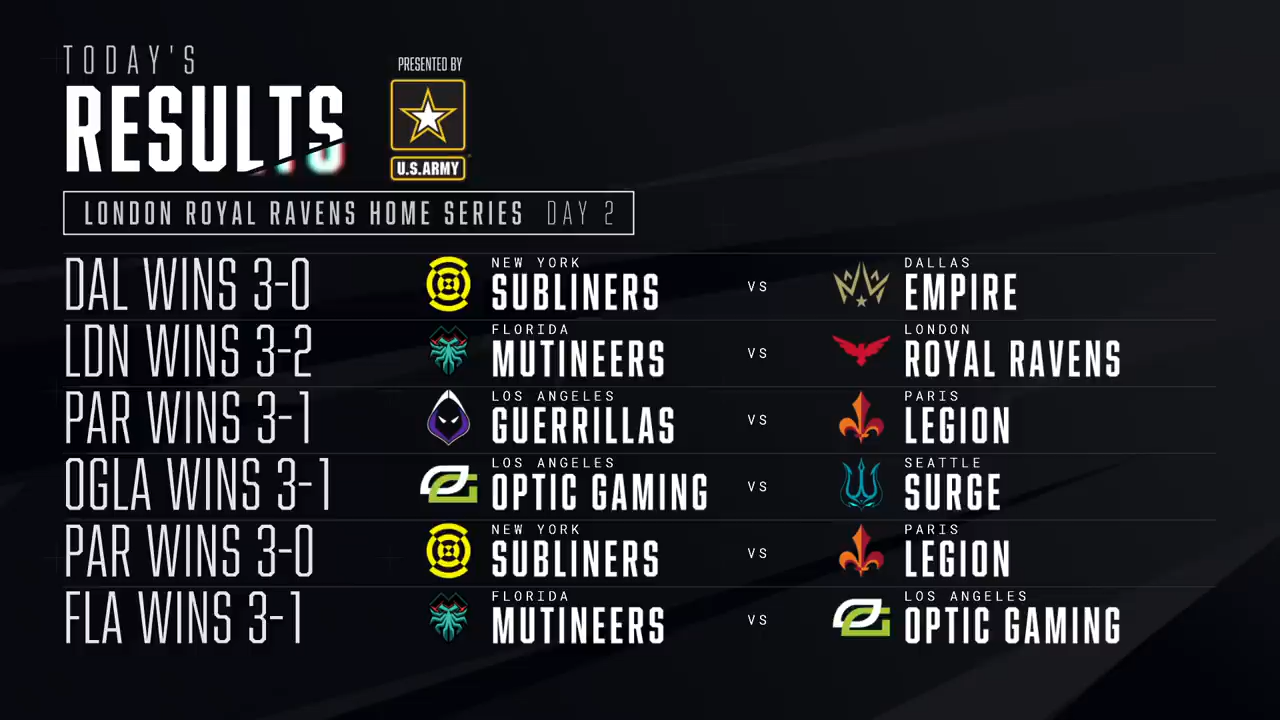 TODAY'S
RESULTS
PRESENTED BY
U.S.ARMY
LONDON ROYAL RAVENS HOME SERIES DAY 2
DAL WINS 3-0 NEW YORK SUBLINERS VS DALLAS EMPIRE
LDN WINS 3-2 FLORIDA MUTINEERS VS LONDON ROYAL RAVENS
PAR WINS 3-1 LOS ANGELES GUERRILLAS VS PARIS LEGION
OGLA WINS 3-1 LOS ANGELES OPTIC GAMING VS SEATTLE SURGE
PAR WINS 3-0 NEW YORK SUBLINERS VS PARIS LEGION
FLA WINS 3-1 FLORIDA MUTINEERS VS LOS ANGELES OPTIC GAMING